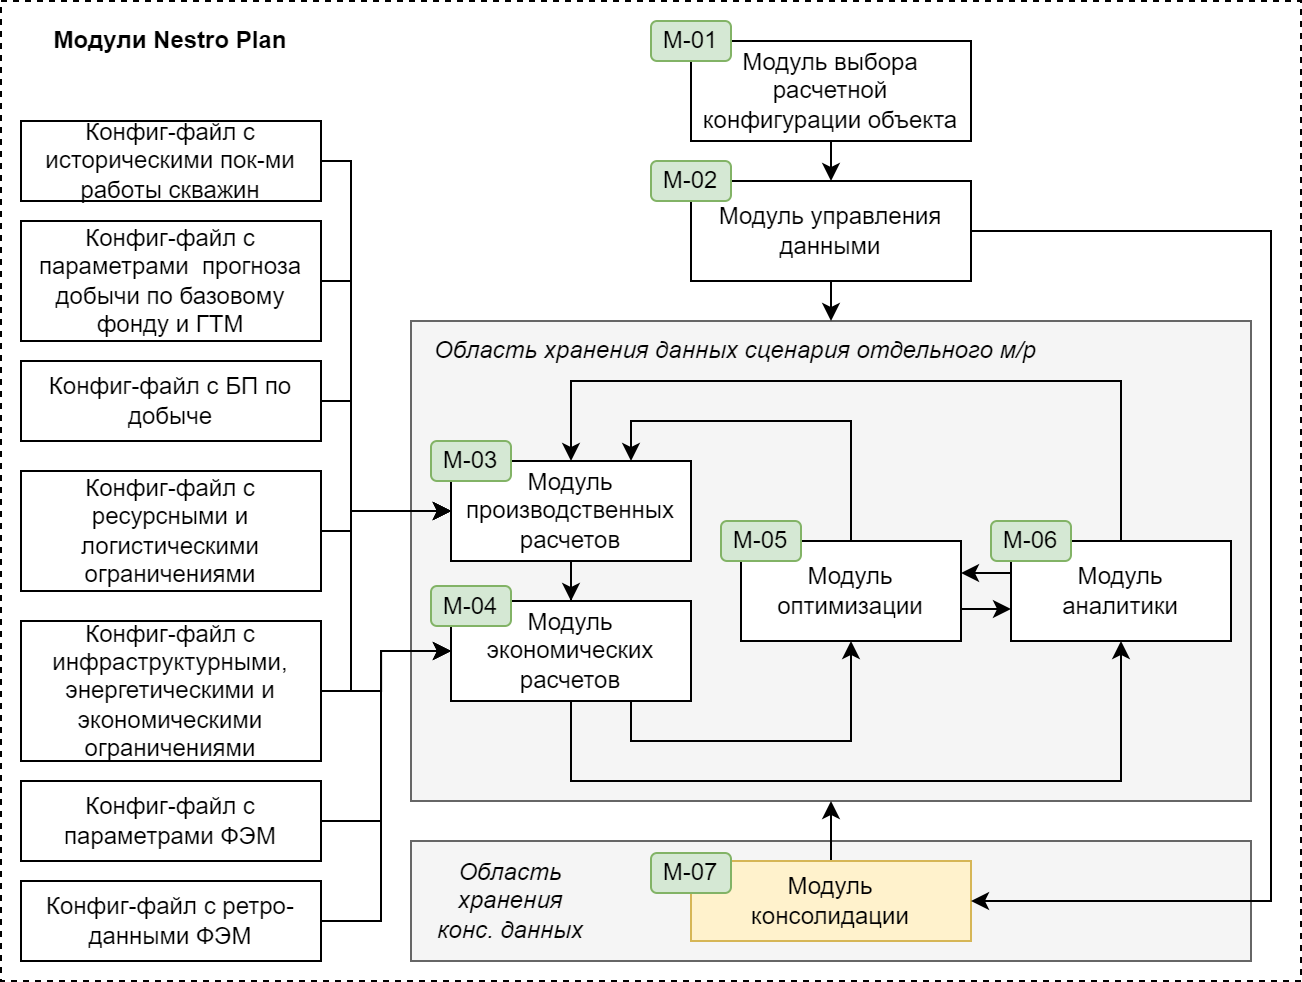 Модули Nestro Plan
М-01
Модуль выбора
расчетной
конфигурации объекта
М-02
Модуль управления
данными
Конфиг-файл с
историческими пок-ми
работы скважин
Конфиг-файл с
параметрами прогноза
добычи по базовому
фонду и ГТМ
Конфиг-файл с БП по
добыче
Конфиг-файл с
ресурсными и
логистическими
ограничениями
Конфиг-файл с
инфраструктурными,
энергетическими и
экономическими
ограничениями
Конфиг-файл с
параметрами ФЭМ
Конфиг-файл с ретро-
данными ФЭМ
Область хранения данных сценария отдельного м/р
М-03
Модуль
производственных
расчетов
М-04
Модуль
экономических
расчетов
М-05
Модуль
оптимизации
М-06
Модуль
аналитики
Область
хранения
конс. данных
М-07
Модуль
консолидации